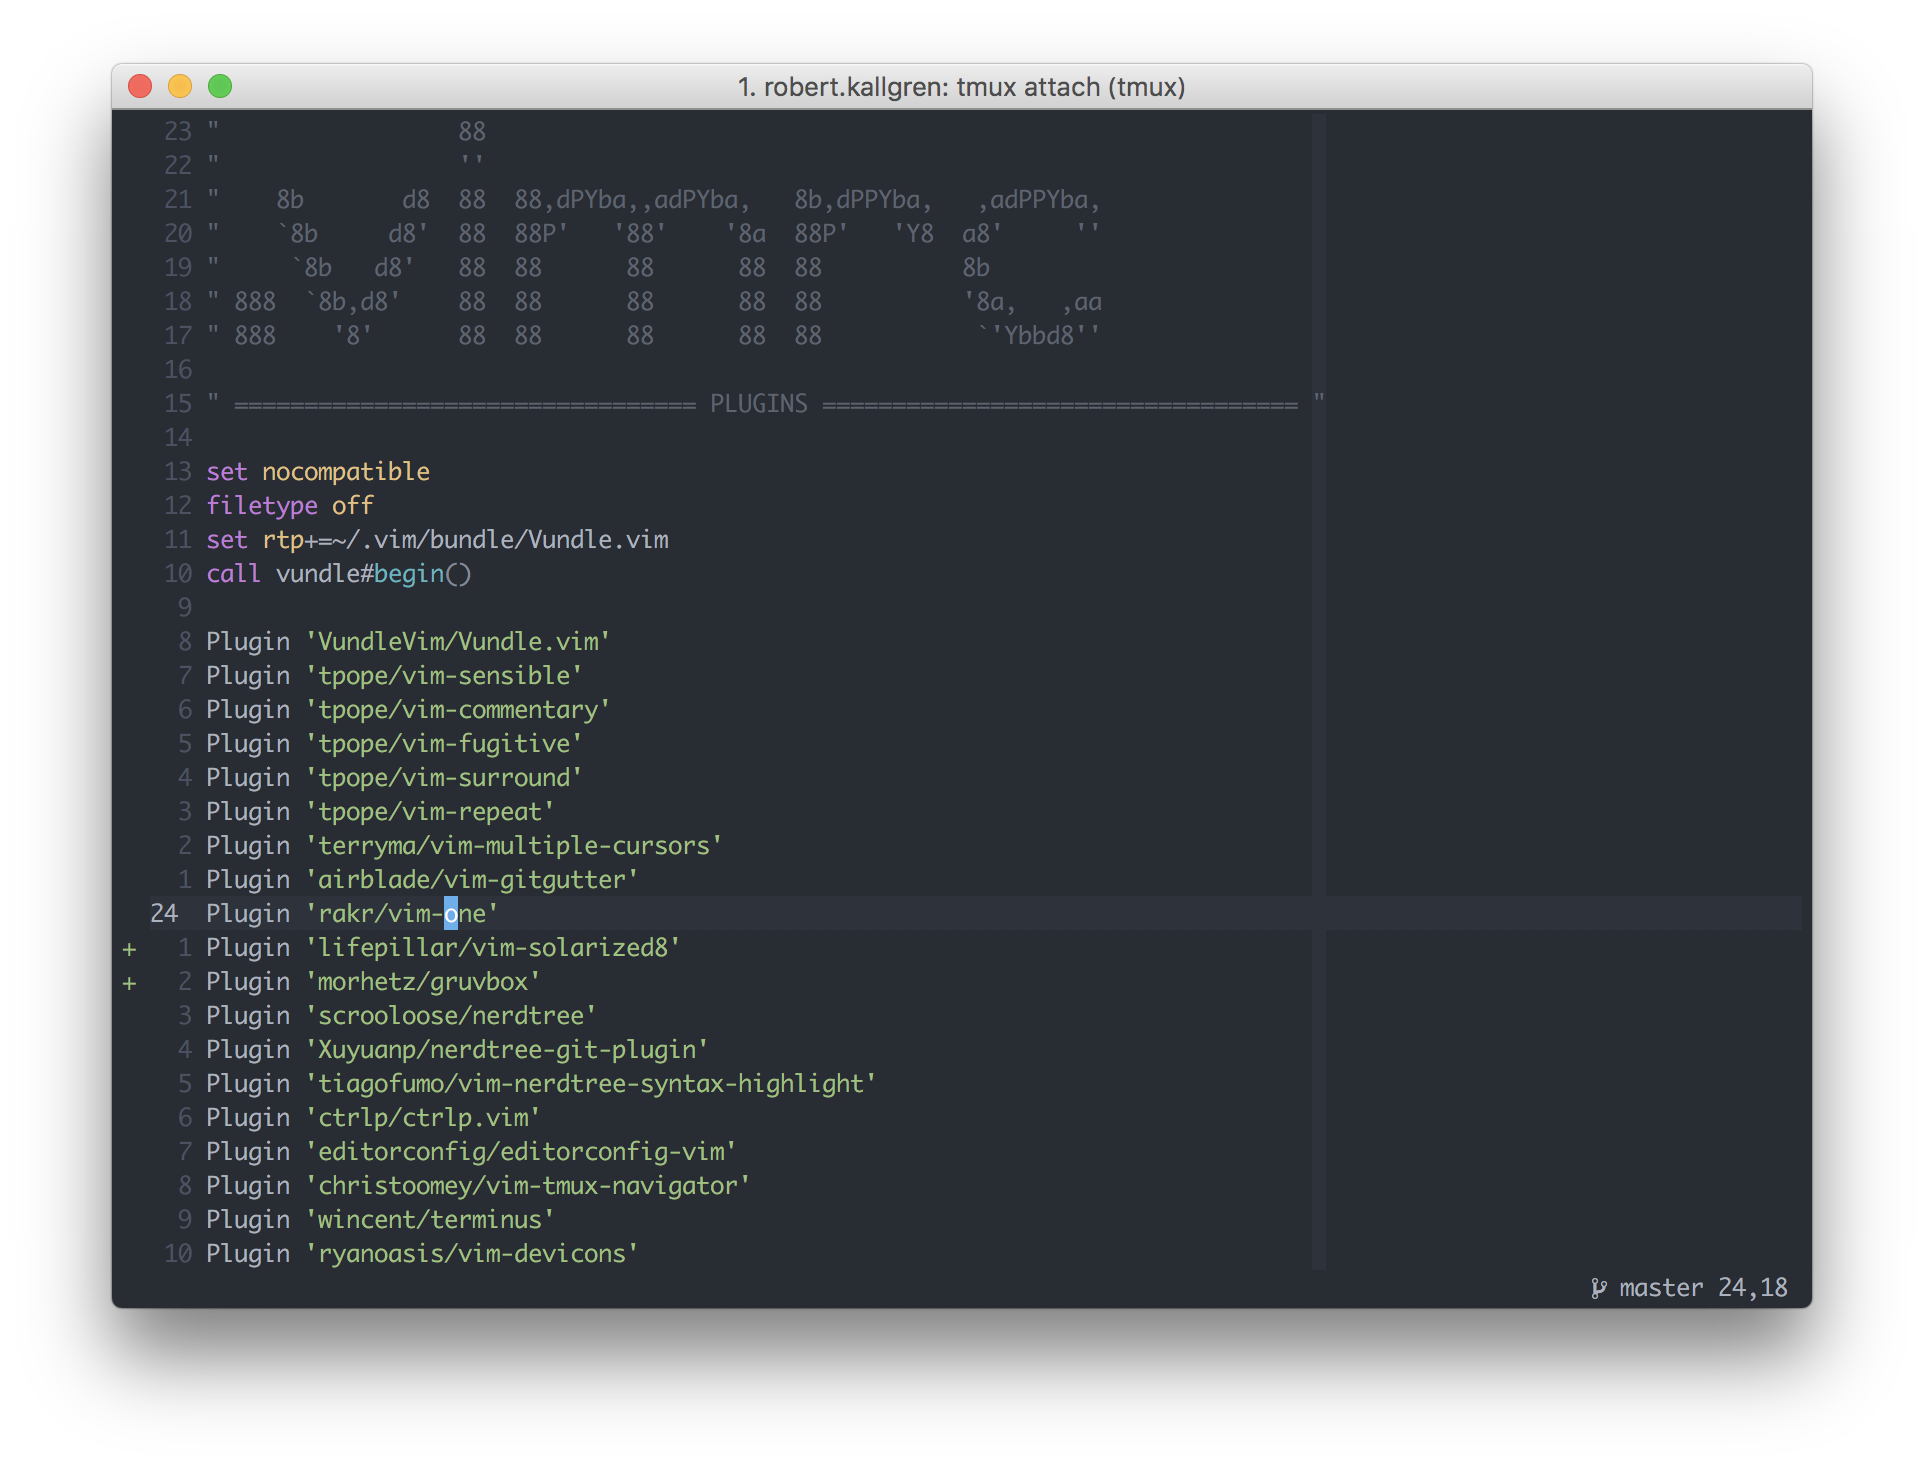 1. robert.kallgren: tmux attach (tmux)
23 "                 88
22 "                 ''
21 "    8b       d8  88  88,dPYba,,adPYba,   8b,dPPYba,   ,adPPYba,
20 "    `8b     d8'  88  88P'   '88'    '8a  88P'   'Y8  a8'     ''
19 "     `8b   d8'   88  88      88      88  88          8b
18 " 888  `8b,d8'    88  88      88      88  88          '8a,   ,aa
17 " 888    '8'      88  88      88      88  88           `'Ybbd8''
16
15 " ================================= PLUGINS ================================== "
14
13 set nocompatible
12 filetype off
11 set rtp+=~/.vim/bundle/Vundle.vim
10 call vundle#begin()
9
8 Plugin 'VundleVim/Vundle.vim'
7 Plugin 'tpope/vim-sensible'
6 Plugin 'tpope/vim-commentary'
5 Plugin 'tpope/vim-fugitive'
4 Plugin 'tpope/vim-surround'
3 Plugin 'tpope/vim-repeat'
2 Plugin 'terryma/vim-multiple-cursors'
1 Plugin 'airblade/vim-gitgutter'
24 Plugin 'rakr/vim-one'
+ 1 Plugin 'lifepillar/vim-solarized8'
+ 2 Plugin 'morhetz/gruvbox'
3 Plugin 'scrooloose/nerdtree'
4 Plugin 'Xuyuanp/nerdtree-git-plugin'
5 Plugin 'tiagofumo/vim-nerdtree-syntax-highlight'
6 Plugin 'ctrlp/ctrlp.vim'
7 Plugin 'editorconfig/editorconfig-vim'
8 Plugin 'christoomey/vim-tmux-navigator'
9 Plugin 'wincent/terminus'
10 Plugin 'ryanoasis/vim-devicons'
master 24,18